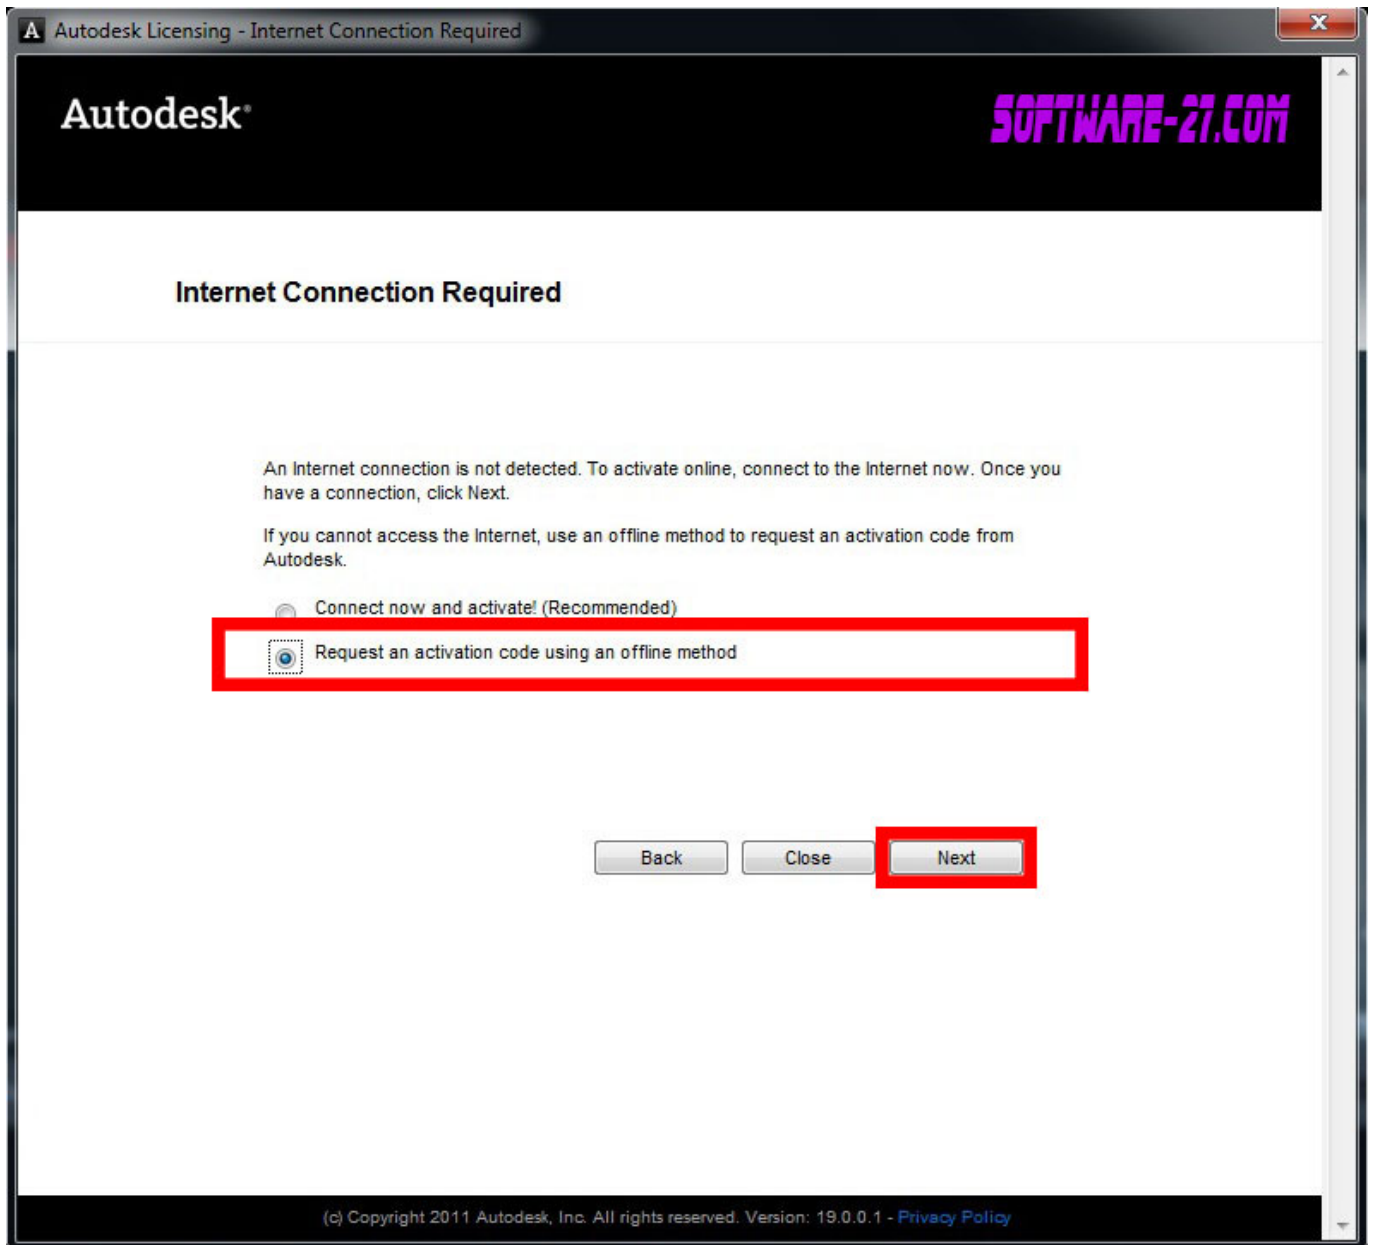 Autodesk Licensing - Internet Connection Required
X
Autodesk®
SOFTWARE-27.COM
Internet Connection Required
An Internet connection is not detected. To activate online, connect to the Internet now. Once you
have a connection, click Next.
If you cannot access the Internet, use an offline method to request an activation code from
Autodesk.
Connect now and activate! (Recommended)
Request an activation code using an offline method
Back Close Next
(c) Copyright 2011 Autodesk, Inc. All rights reserved. Version: 19.0.0.1 - Privacy Policy